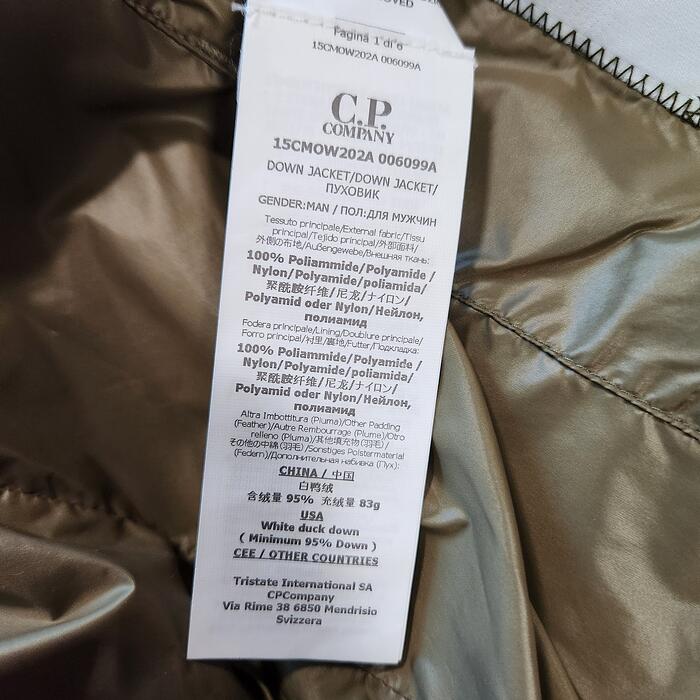 OVED
Pagina 1 di 6
15CMOW202A 006099A
C.P.
COMPANY
15CMOW202A 006099A
DOWN JACKET/DOWN JACKET/
ПУХОВИК
GENDER:MAN / ПОЛ:ДЛЯ МУЖЧИН
Tessuto principale/External fabric/Tissu
principal/Tejido principal/外部面料/
外側の布地/Außengewebe/Внешняя ткань:
100% Poliammide/Polyamide /
Nylon/Polyamide/poliamida/
聚酰胺纤维/尼龙/ナイロン/
Polyamid oder Nylon/Нейлон,
полиамид
Fodera principale/Lining/Doublure principale/
Forro principal/衬里/裏地/Futter/Подкладка:
100% Poliammide/Polyamide /
Nylon/Polyamide/poliamida/
聚酰胺纤维/尼龙/ナイロン/
Polyamid oder Nylon/Нейлон,
полиамид
Altra Imbottitura (Piuma)/Other Padding
(Feather)/Autre Rembourrage (Plume)/Otro
relleno (Pluma)/其他填充物(羽毛)/
その他の中綿(羽毛)/Sonstiges Polstermaterial
(Federn)/Дополнительная набивка (Пух):
CHINA / 中国
白鸭绒
含绒量 95% 充绒量 83g
USA
White duck down
( Minimum 95% Down )
CEE / OTHER COUNTRIES
Tristate International SA
CPCompany
Via Rime 38 6850 Mendrisio
Svizzera